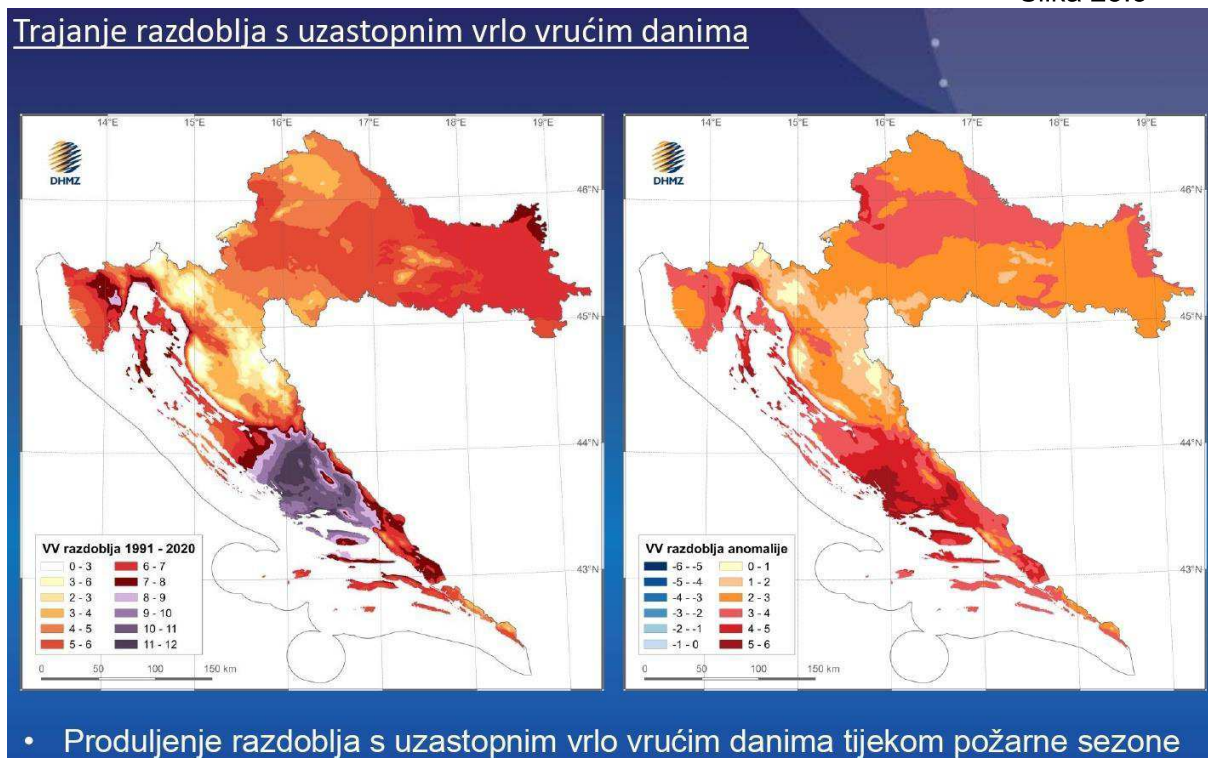 Trajanje razdoblja s uzastopnim vrlo vrućim danima
14°E 15°E 16°E 17°E 18°E 19°E
DHMZ
46°N
45°N
44°N
43°N
VV razdoblja 1991 - 2020
0 - 3 6 - 7
3 - 6 7 - 8
2 - 3 8 - 9
3 - 4 9 - 10
4 - 5 10 - 11
5 - 6 11 - 12
0 50 100 150 km
14°E 15°E 16°E 17°E 18°E 19°E
DHMZ
46°N
45°N
44°N
43°N
VV razdoblja anomalije
-6 - -5 0 - 1
-5 - -4 1 - 2
-4 - -3 2 - 3
-3 - -2 3 - 4
-2 - -1 4 - 5
-1 - 0 5 - 6
0 50 100 150 km
• Produljenje razdoblja s uzastopnim vrlo vrućim danima tijekom požarne sezone